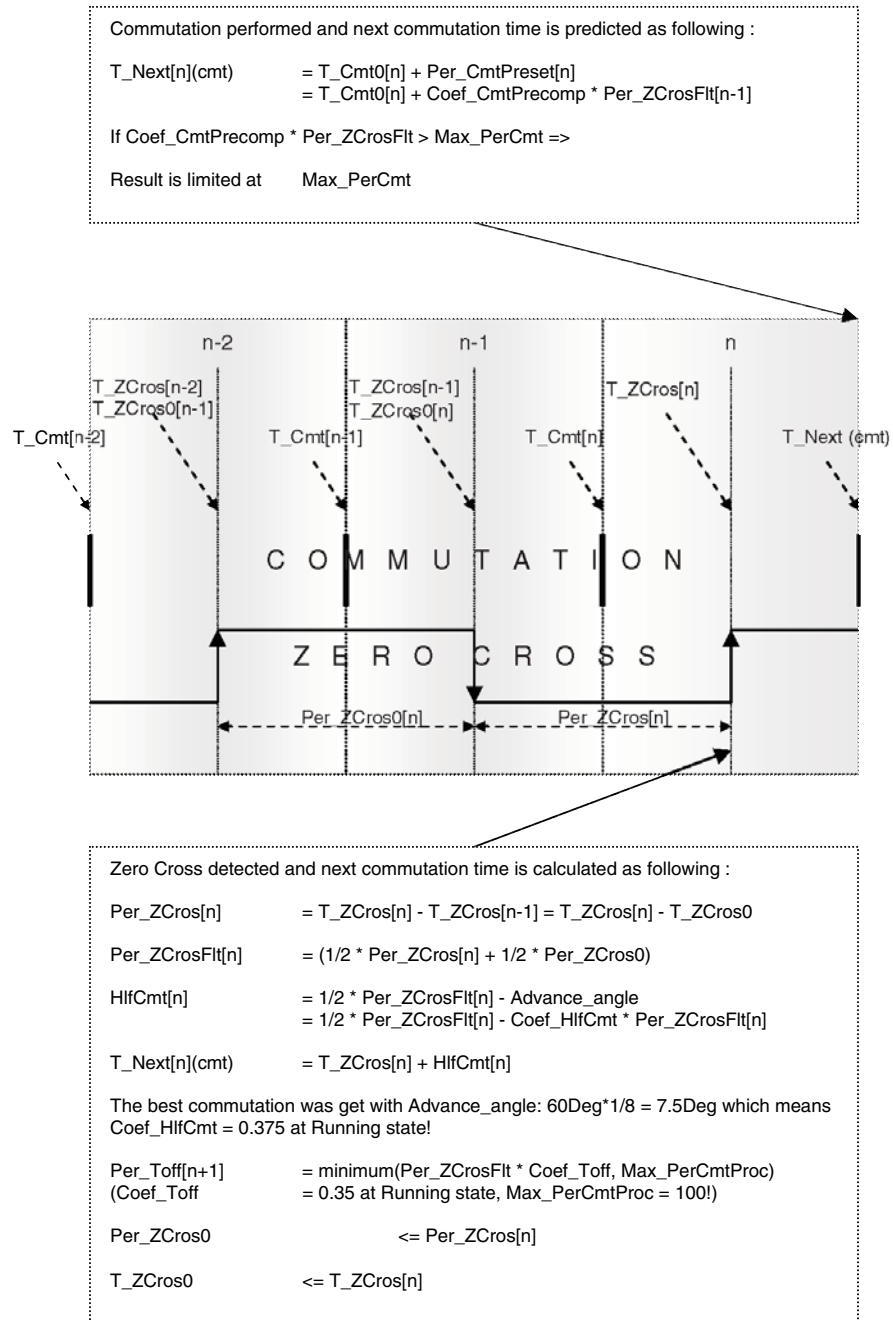 Commutation performed and next commutation time is predicted as following :
T_Next[n](cmt) = T_Cmt0[n] + Per_CmtPreset[n]
= T_Cmt0[n] + Coef_CmtPrecomp * Per_ZCrosFlt[n-1]
If Coef_CmtPrecomp * Per_ZCrosFlt > Max_PerCmt =>
Result is limited at Max_PerCmt
n-2 n-1 n
T_ZCros[n-2] T_ZCros[n-1] T_ZCros[n]
T_ZCros0[n-1] T_ZCros0[n]
T_Cmt[n-2] T_Cmt[n-1] T_Cmt[n] T_Next (cmt)
C O M M U T A T I O N
Z E R O C R O S S
Per_ZCros0[n] Per_ZCros[n]
Zero Cross detected and next commutation time is calculated as following :
Per_ZCros[n] = T_ZCros[n] - T_ZCros[n-1] = T_ZCros[n] - T_ZCros0
Per_ZCrosFlt[n] = (1/2 * Per_ZCros[n] + 1/2 * Per_ZCros0)
HlfCmt[n] = 1/2 * Per_ZCrosFlt[n] - Advance_angle
= 1/2 * Per_ZCrosFlt[n] - Coef_HlfCmt * Per_ZCrosFlt[n]
T_Next[n](cmt) = T_ZCros[n] + HlfCmt[n]
The best commutation was get with Advance_angle: 60Deg*1/8 = 7.5Deg which means
Coef_HlfCmt = 0.375 at Running state!
Per_Toff[n+1] = minimum(Per_ZCrosFlt * Coef_Toff, Max_PerCmtProc)
(Coef_Toff = 0.35 at Running state, Max_PerCmtProc = 100!)
Per_ZCros0 <= Per_ZCros[n]
T_ZCros0 <= T_ZCros[n]